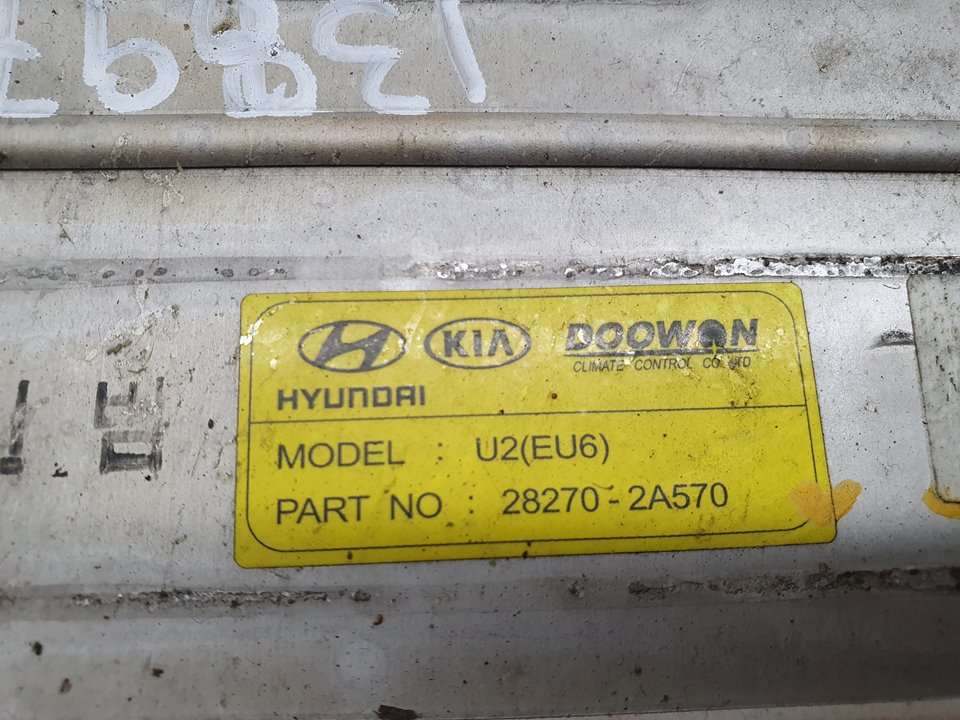 HYUNDAI
KIA
DOOWON
CLIMATE CONTROL CO. LTD
MODEL : U2(EU6)
PART NO : 28270-2A570